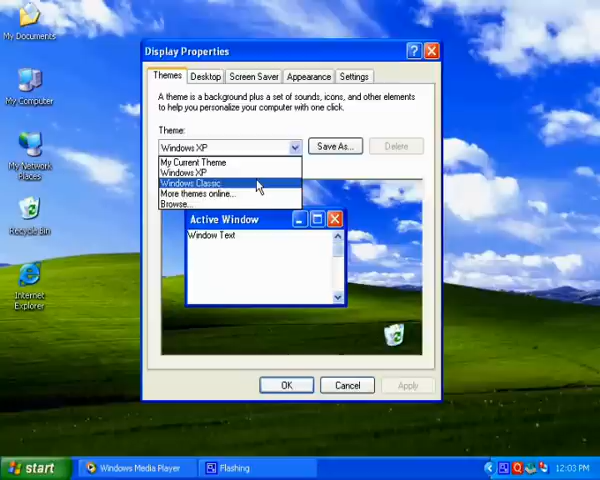 My Documents
My Computer
My Network
Places
Recycle Bin
Internet
Explorer
Display Properties
Themes
Desktop
Screen Saver
Appearance
Settings
A theme is a background plus a set of sounds, icons, and other elements
to help you personalize your computer with one click.
Theme:
Windows XP
Save As...
Delete
My Current Theme
Windows XP
Windows Classic
More themes online...
Browse...
Active Window
Window Text
OK
Cancel
Apply
start
Windows Media Player
Flashing
12:03 PM